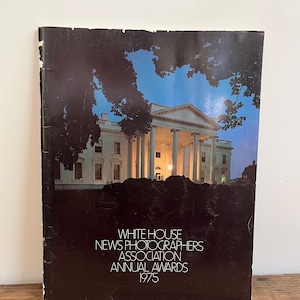 WHITE HOUSE
NEWS PHOTOGRAPHERS
ASSOCIATION
ANNUAL AWARDS
1975